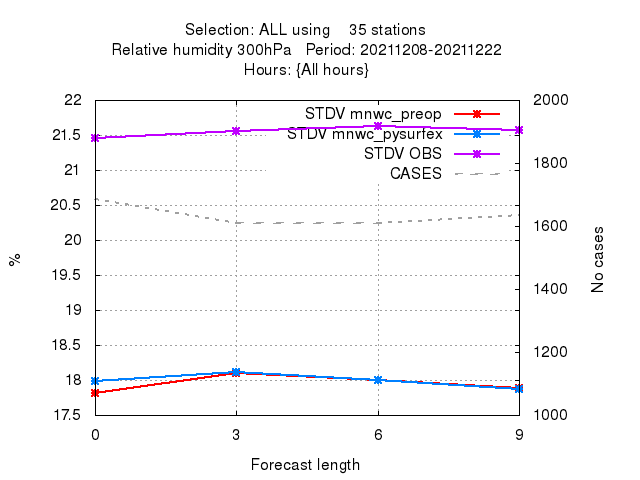 Selection: ALL using 35 stations
Relative humidity 300hPa Period: 20211208-20211222
Hours: {All hours}
22 2000
STDV mnwc_preop
21.5 STDV mnwc_pysurfex
STDV OBS 1800
21 CASES
20.5
20 1600
%
No cases
19.5
19 1400
18.5
1200
18
17.5 1000
0 3 6 9
Forecast length